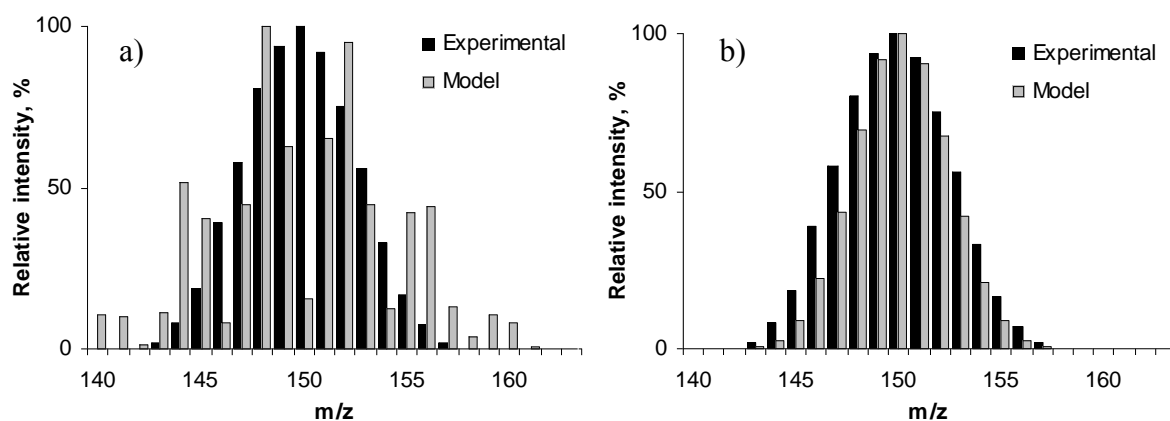 a)
Experimental
Model
Relative intensity, %
100
50
0
140 145 150 155 160
m/z
b)
Experimental
Model
Relative intensity, %
100
50
0
140 145 150 155 160
m/z